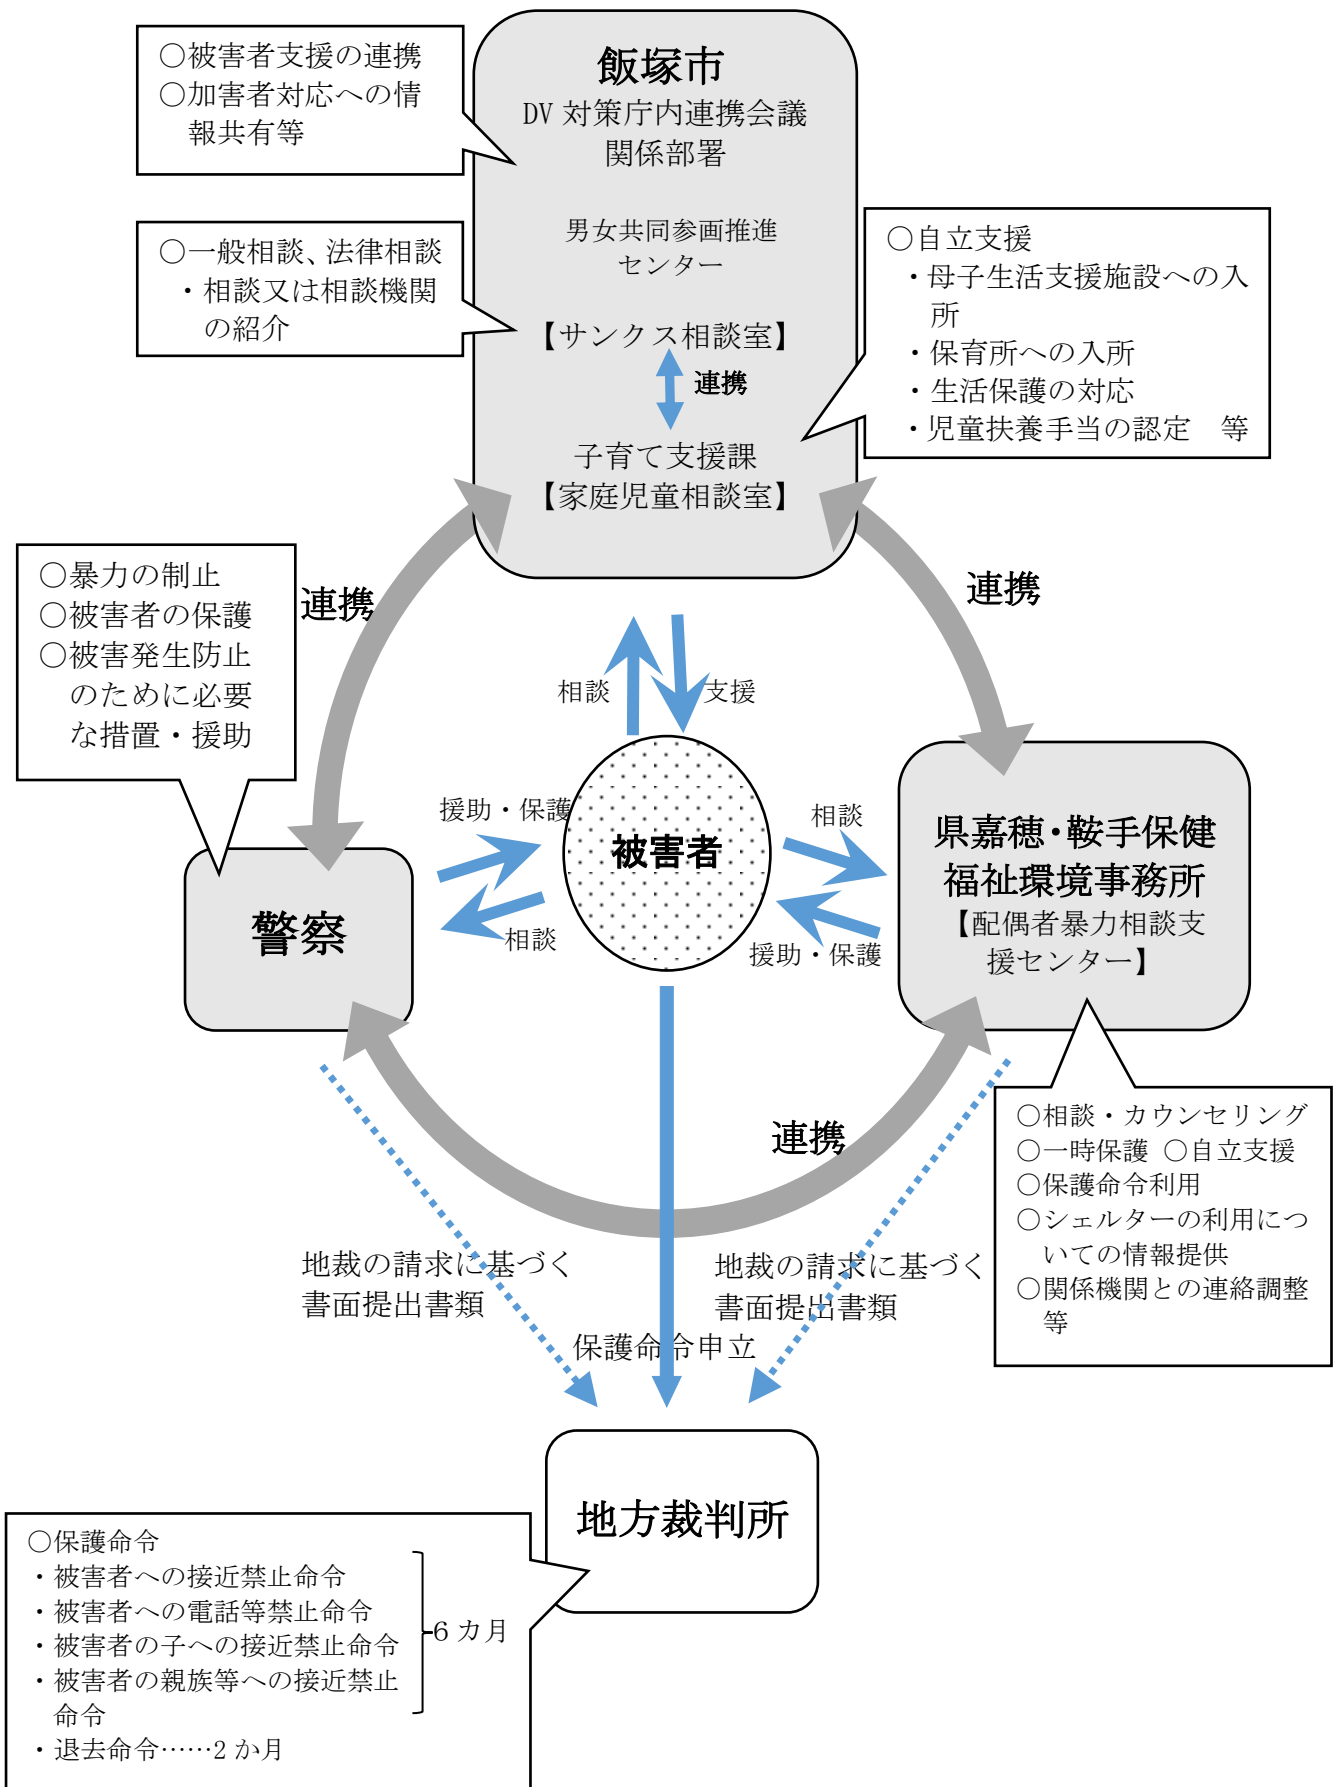 ○被害者支援の連携
○加害者対応への情
報共有等
飯塚市
DV 対策庁内連携会議
関係部署
男女共同参画推進
センター
【サンクス相談室】
連携
子育て支援課
【家庭児童相談室】
○一般相談、法律相談
・相談又は相談機関
の紹介
○自立支援
・母子生活支援施設への入
所
・保育所への入所
・生活保護の対応
・児童扶養手当の認定　等
○暴力の制止
○被害者の保護
○被害発生防止
のために必要
な措置・援助
連携
連携
相談
支援
援助・保護
相談
被害者
相談
援助・保護
警察
県嘉穂・鞍手保健
福祉環境事務所
【配偶者暴力相談支
援センター】
○相談・カウンセリング
○一時保護 ○自立支援
○保護命令利用
○シェルターの利用につ
いての情報提供
○関係機関との連絡調整
等
連携
地裁の請求に基づく
書面提出書類
地裁の請求に基づく
書面提出書類
保護命令申立
地方裁判所
○保護命令
・被害者への接近禁止命令
・被害者への電話等禁止命令
・被害者の子への接近禁止命令
・被害者の親族等への接近禁止
命令
6 カ月
・退去命令……2 か月